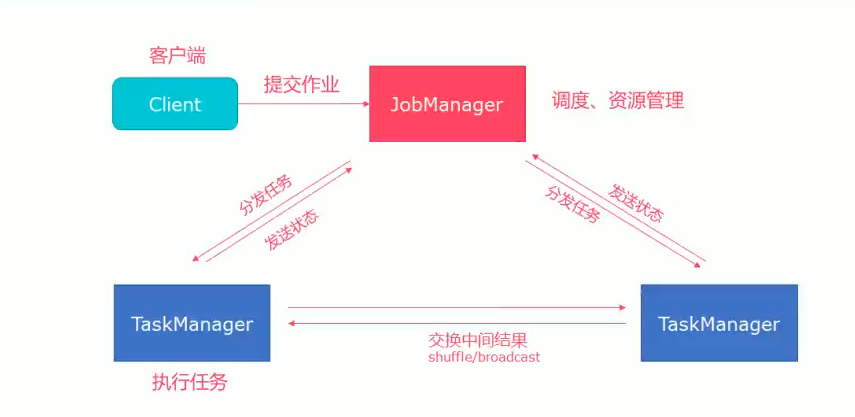 客户端
Client
提交作业
JobManager
调度、资源管理
分发任务
发送状态
发送状态
分发任务
TaskManager
交换中间结果
shuffle/broadcast
TaskManager
执行任务